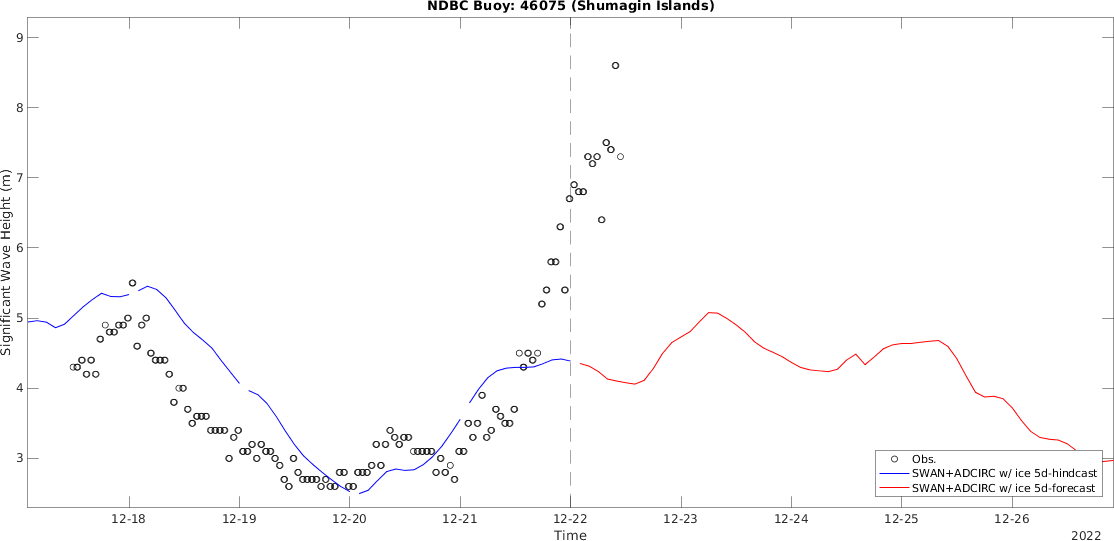 NDBC Buoy: 46075 (Shumagin Islands)
Significant Wave Height (m)
9
8
7
6
5
4
3
12-18 12-19 12-20 12-21 12-22 12-23 12-24 12-25 12-26
Time
2022
Obs.
SWAN+ADCIRC w/ ice 5d-hindcast
SWAN+ADCIRC w/ ice 5d-forecast